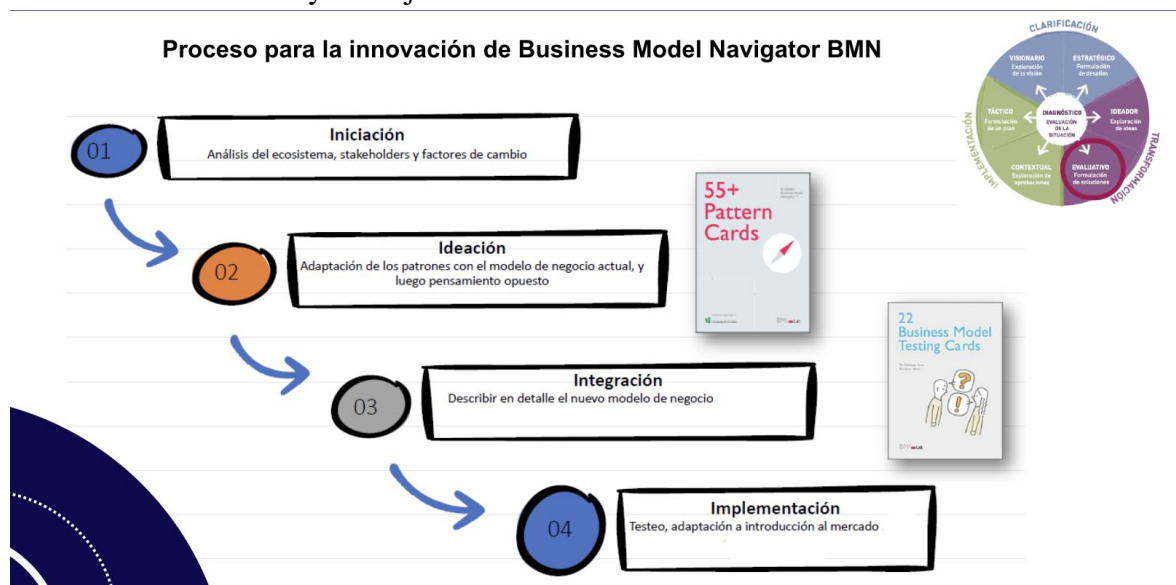 Proceso para la innovación de Business Model Navigator BMN
01
Iniciación
Análisis del ecosistema, stakeholders y factores de cambio
02
Ideación
Adaptación de los patrones con el modelo de negocio actual, y
luego pensamiento opuesto
03
Integración
Describir en detalle el nuevo modelo de negocio
04
Implementación
Testeo, adaptación a introducción al mercado
55+
Pattern
Cards
22
Business Model
Testing Cards
CLARIFICACIÓN
VISIONARIO
Exploración
de la visión
ESTRATÉGICO
Formulación
de desafíos
TÁCTICO
Formulación
de un plan
DIAGNÓSTICO
EVALUACIÓN
DE LA
SITUACIÓN
IDEADOR
Exploración
de ideas
CONTEXTUAL
Exploración de
aprobaciones
EVALUATIVO
Formulación
de soluciones
IMPLEMENTACIÓN
TRANSFORMACIÓN